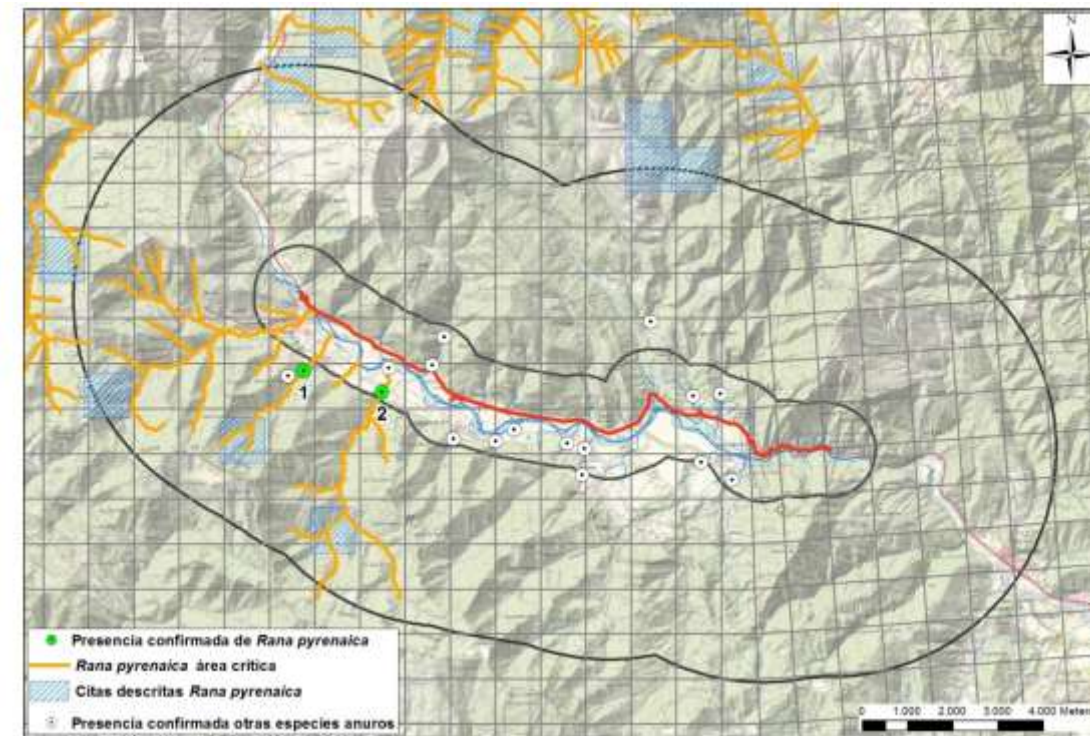 N
1
2
Presencia confirmada de Rana pyrenaica
Rana pyrenaica área crítica
Citas descritas Rana pyrenaica
Presencia confirmada otras especies anuros
0 1.000 2.000 3.000 4.000 Meters